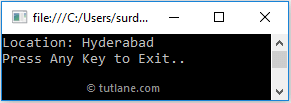 file:///C:/Users/surd...
Location: Hyderabad
Press Any Key to Exit..
© tutlane.com